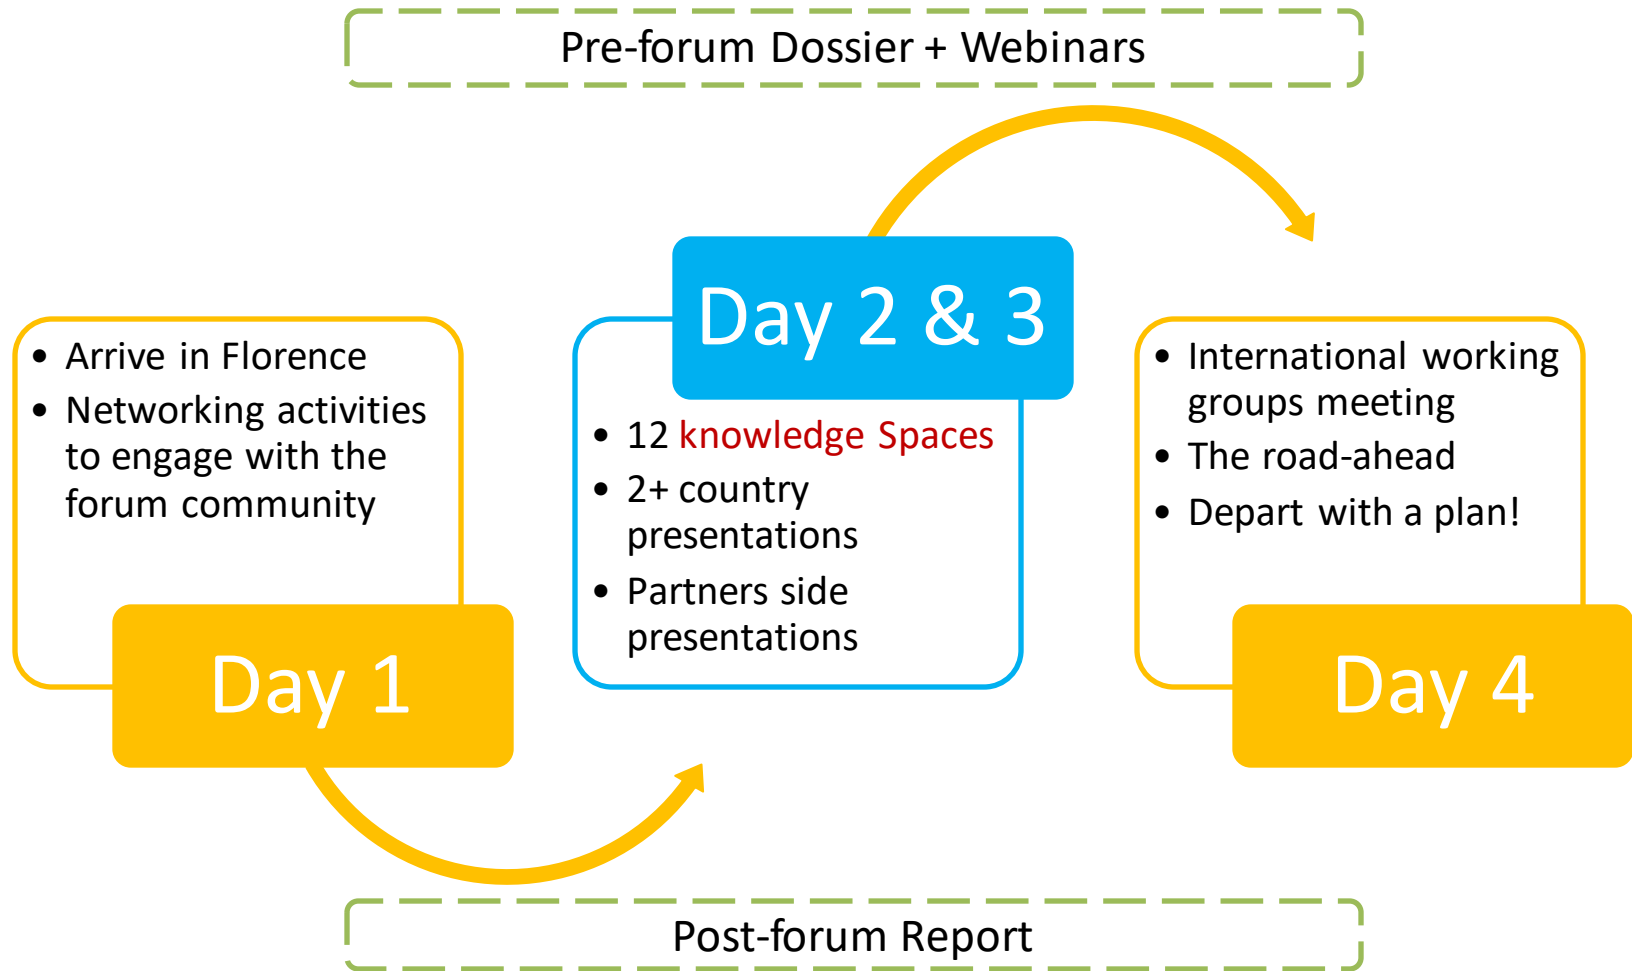 Pre-forum Dossier + Webinars
• Arrive in Florence
• Networking activities
to engage with the
forum community
Day 1
Day 2 & 3
• 12 knowledge Spaces
• 2+ country
presentations
• Partners side
presentations
• International working
groups meeting
• The road-ahead
• Depart with a plan!
Day 4
Post-forum Report